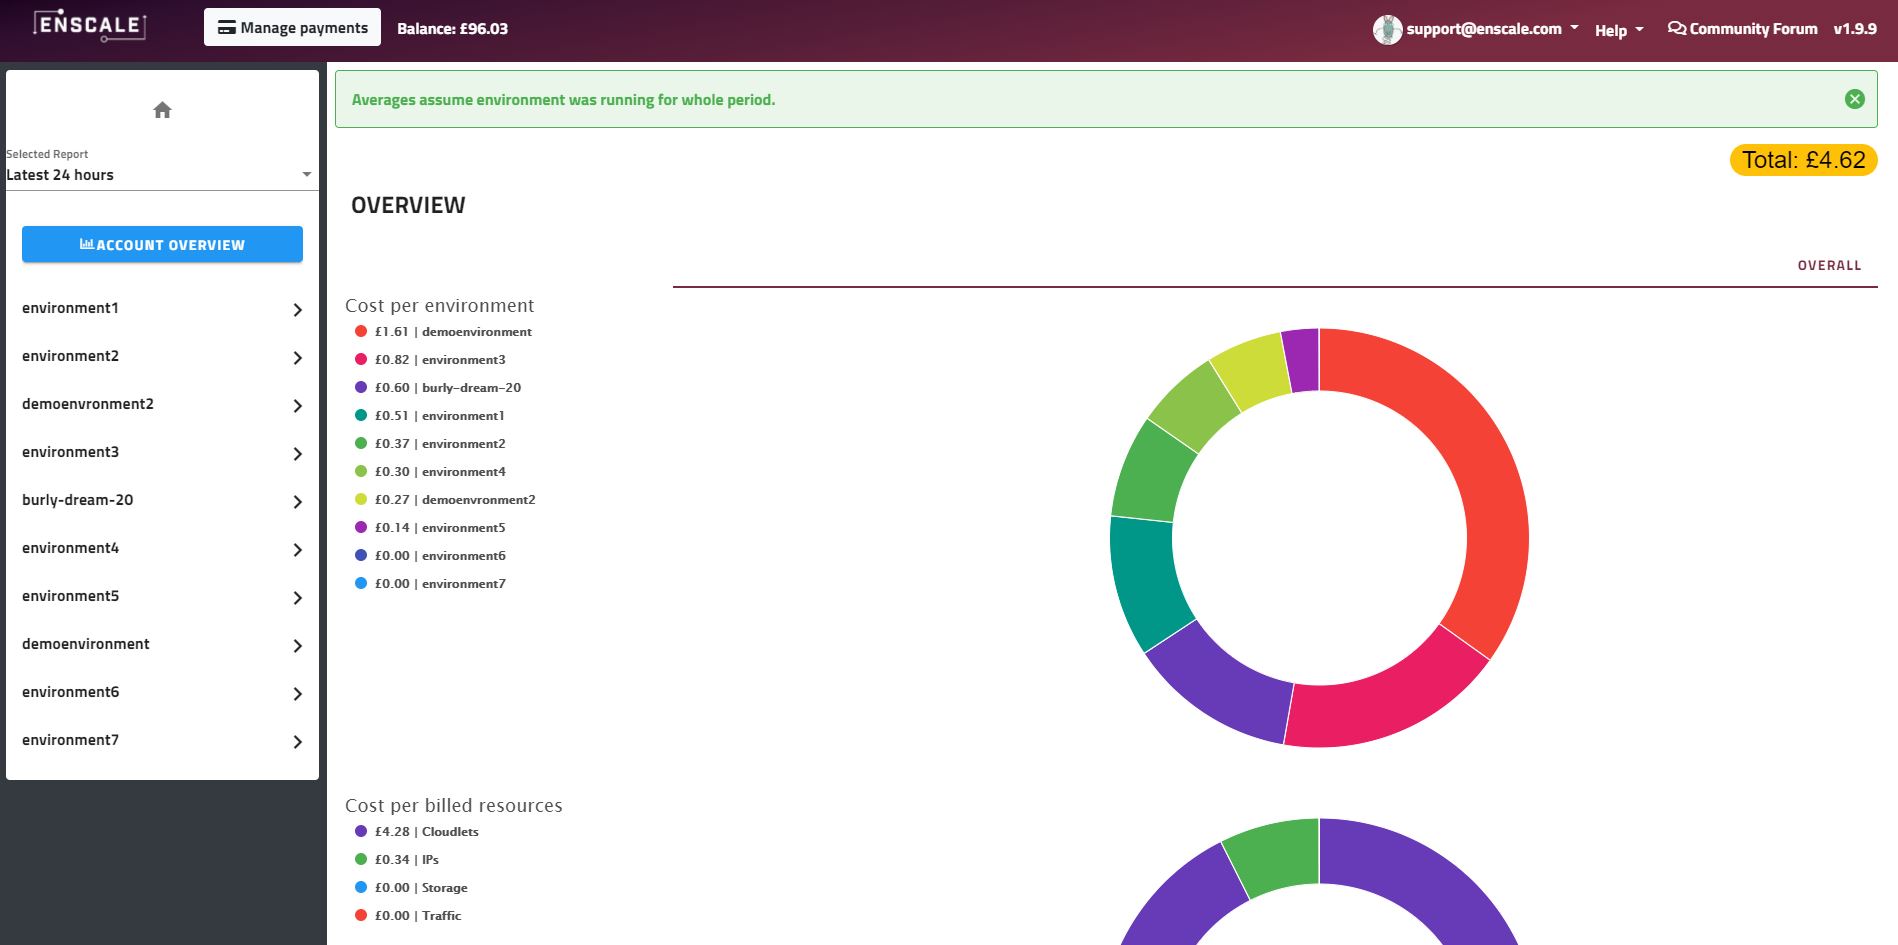 ENSCALE
Manage payments
Balance: £96.03
support@enscale.com
Help
Community Forum
v1.9.9
Selected Report
Latest 24 hours
ACCOUNT OVERVIEW
environment1
environment2
demoenvronment2
environment3
burly-dream-20
environment4
environment5
demoenvironment
environment6
environment7
Averages assume environment was running for whole period.
Total: £4.62
OVERVIEW
OVERALL
Cost per environment
£1.61 | demoenvironment
£0.82 | environment3
£0.60 | burly-dream-20
£0.51 | environment1
£0.37 | environment2
£0.30 | environment4
£0.27 | demoenvronment2
£0.14 | environment5
£0.00 | environment6
£0.00 | environment7
Cost per billed resources
£4.28 | Cloudlets
£0.34 | IPs
£0.00 | Storage
£0.00 | Traffic